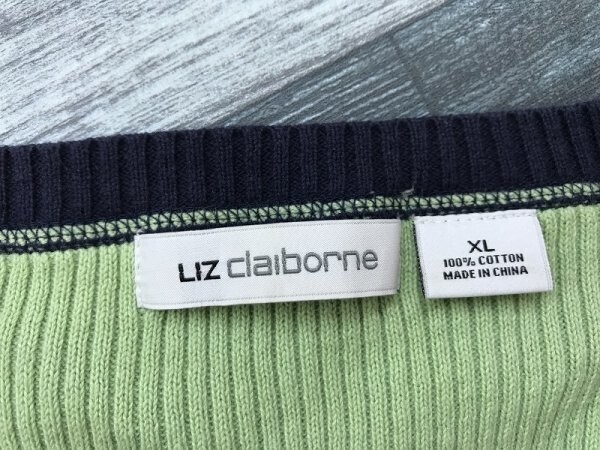 LIZ claiborne
XL
100% COTTON
MADE IN CHINA